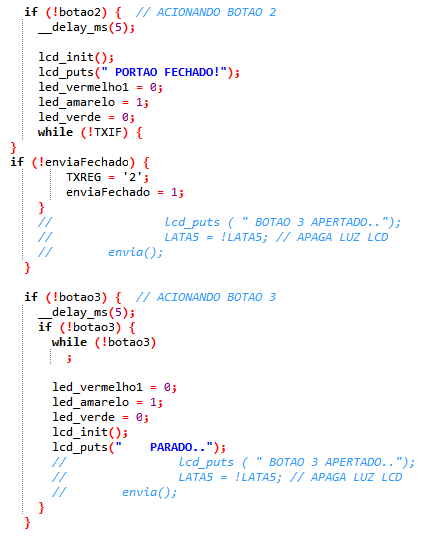 if (!botao2) {  // ACIONANDO BOTAO 2
__delay_ms(5);
lcd_init();
lcd_puts(" PORTAO FECHADO!");
led_vermelho1 = 0;
led_amarelo = 1;
led_verde = 0;
while (!TXIF) {
}
if (!enviaFechado) {
TXREG = '2';
enviaFechado = 1;
}
//                lcd_puts ( " BOTAO 3 APERTADO..");
//                LATA5 = !LATA5; // APAGA LUZ LCD
//        envia();
}
if (!botao3) {  // ACIONANDO BOTAO 3
__delay_ms(5);
if (!botao3) {
while (!botao3)
;
led_vermelho1 = 0;
led_amarelo = 1;
led_verde = 0;
lcd_init();
lcd_puts("    PARADO..");
//                lcd_puts ( " BOTAO 3 APERTADO..");
//                LATA5 = !LATA5; // APAGA LUZ LCD
//        envia();
}
}